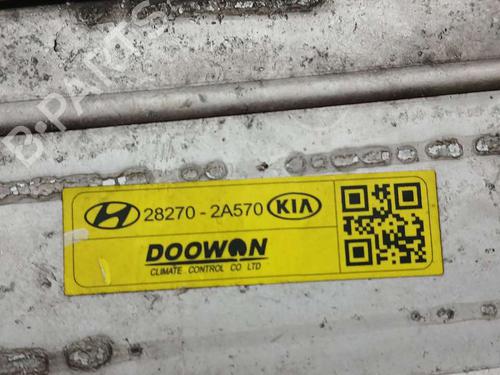 B-PARTS
28270 - 2A570 KIA
DOOWON
CLIMATE CONTROL CO LTD